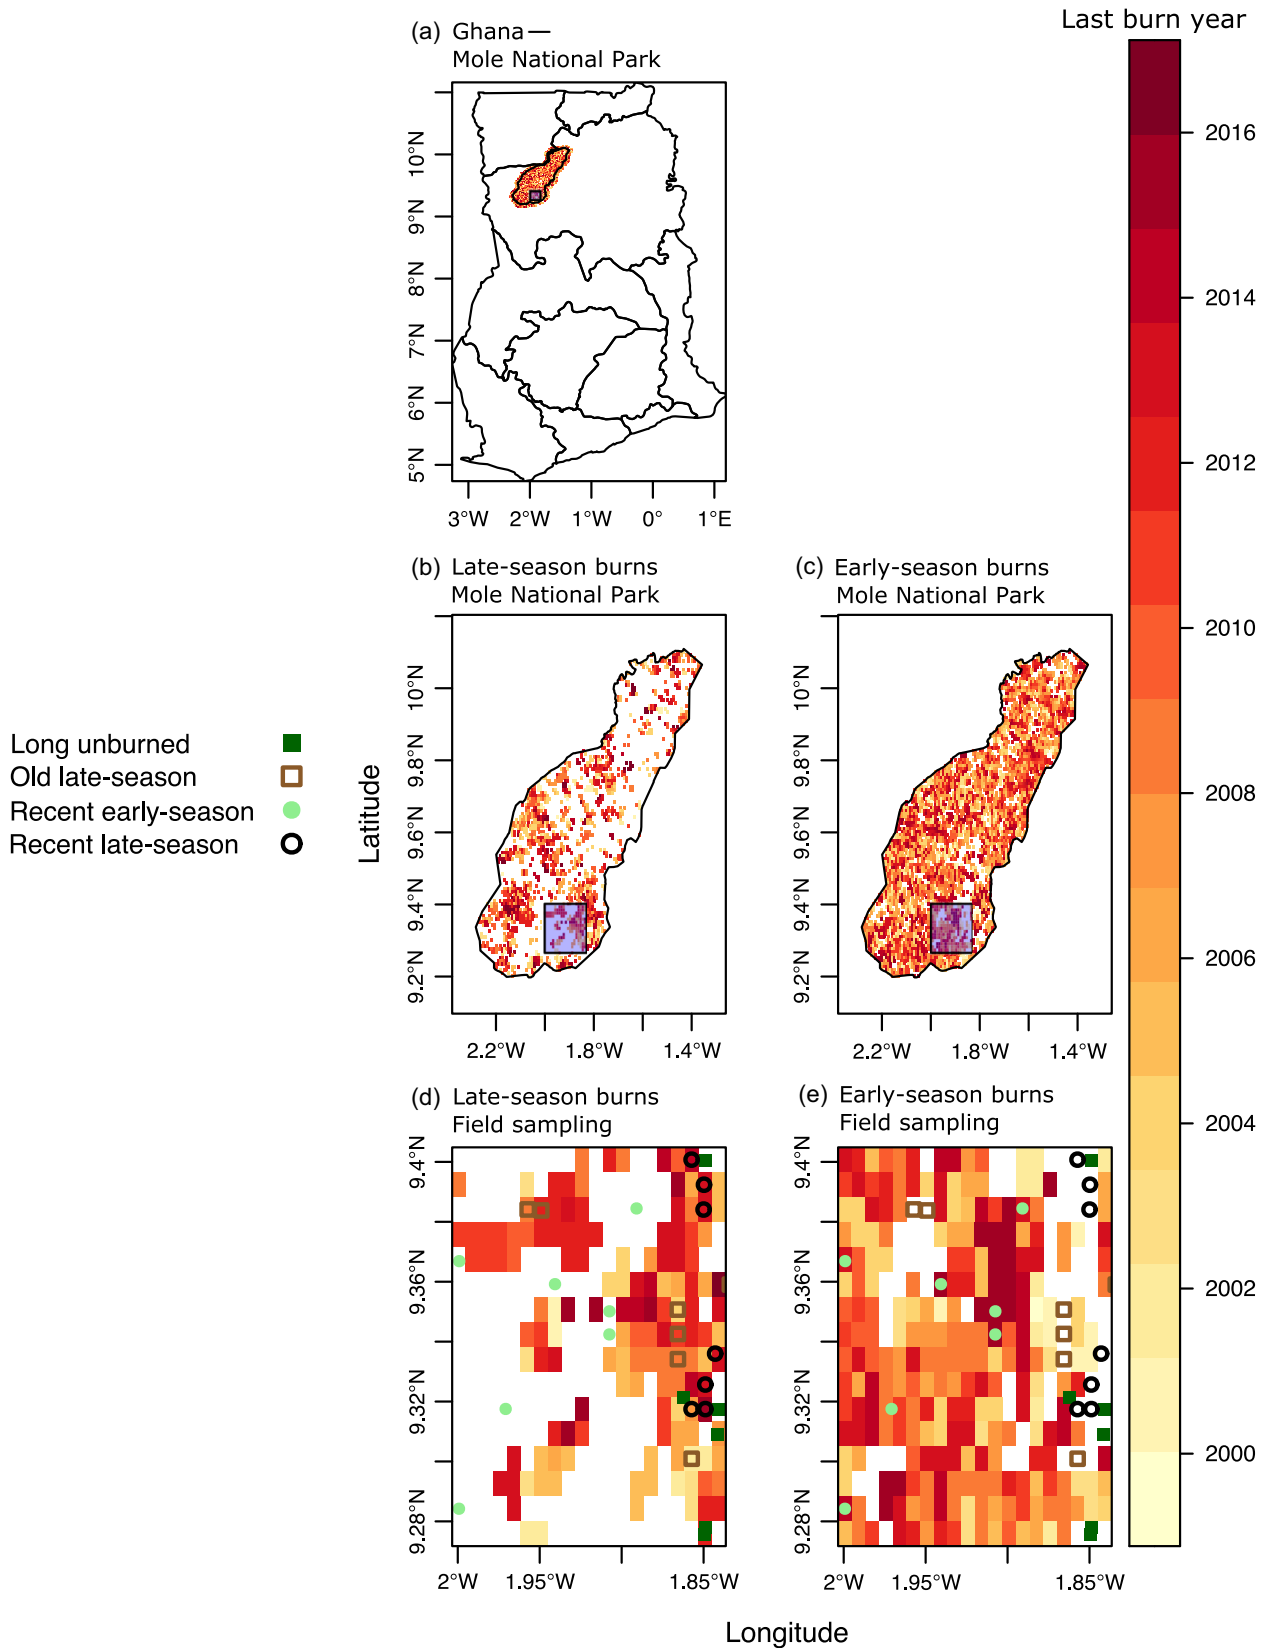 Last burn year
(a) Ghana —
Mole National Park
10°N
9°N
8°N
7°N
6°N
5°N
3°W 2°W 1°W 0° 1°E
2016
2014
2012
2010
2008
2006
2004
2002
2000
(b) Late-season burns
Mole National Park
(c) Early-season burns
Mole National Park
Long unburned
Old late-season
Recent early-season
Recent late-season
Latitude
10°N
9.8°N
9.6°N
9.4°N
9.2°N
2.2°W 1.8°W 1.4°W
10°N
9.8°N
9.6°N
9.4°N
9.2°N
2.2°W 1.8°W 1.4°W
(d) Late-season burns
Field sampling
(e) Early-season burns
Field sampling
9.4°N
9.36°N
9.32°N
9.28°N
2°W 1.95°W 1.85°W
9.4°N
9.36°N
9.32°N
9.28°N
2°W 1.95°W 1.85°W
Longitude